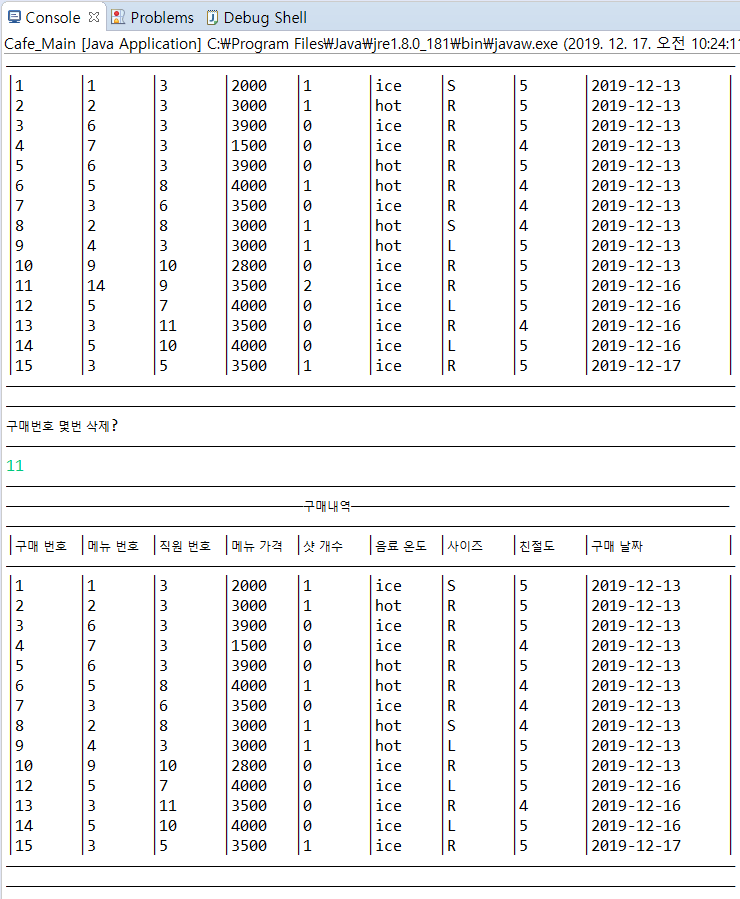 Console Problems Debug Shell
Cafe_Main [Java Application] C:₩Program Files₩Java₩jre1.8.0_181₩bin₩javaw.exe (2019. 12. 17. 오전 10:24:1
1 1 3 2000 1 ice S 5 2019-12-13
2 2 3 3000 1 hot R 5 2019-12-13
3 6 3 3900 0 ice R 5 2019-12-13
4 7 3 1500 0 ice R 4 2019-12-13
5 6 3 3900 0 hot R 5 2019-12-13
6 5 8 4000 1 hot R 4 2019-12-13
7 3 6 3500 0 ice R 4 2019-12-13
8 2 8 3000 1 hot S 4 2019-12-13
9 4 3 3000 1 hot L 5 2019-12-13
10 9 10 2800 0 ice R 5 2019-12-13
11 14 9 3500 2 ice R 5 2019-12-16
12 5 7 4000 0 ice L 5 2019-12-16
13 3 11 3500 0 ice R 4 2019-12-16
14 5 10 4000 0 ice L 5 2019-12-16
15 3 5 3500 1 ice R 5 2019-12-17
구매번호 몇번 삭제?
11
구매내역
구매 번호 메뉴 번호 직원 번호 메뉴 가격 샷 개수 음료 온도 사이즈 친절도 구매 날짜
1 1 3 2000 1 ice S 5 2019-12-13
2 2 3 3000 1 hot R 5 2019-12-13
3 6 3 3900 0 ice R 5 2019-12-13
4 7 3 1500 0 ice R 4 2019-12-13
5 6 3 3900 0 hot R 5 2019-12-13
6 5 8 4000 1 hot R 4 2019-12-13
7 3 6 3500 0 ice R 4 2019-12-13
8 2 8 3000 1 hot S 4 2019-12-13
9 4 3 3000 1 hot L 5 2019-12-13
10 9 10 2800 0 ice R 5 2019-12-13
12 5 7 4000 0 ice L 5 2019-12-16
13 3 11 3500 0 ice R 4 2019-12-16
14 5 10 4000 0 ice L 5 2019-12-16
15 3 5 3500 1 ice R 5 2019-12-17